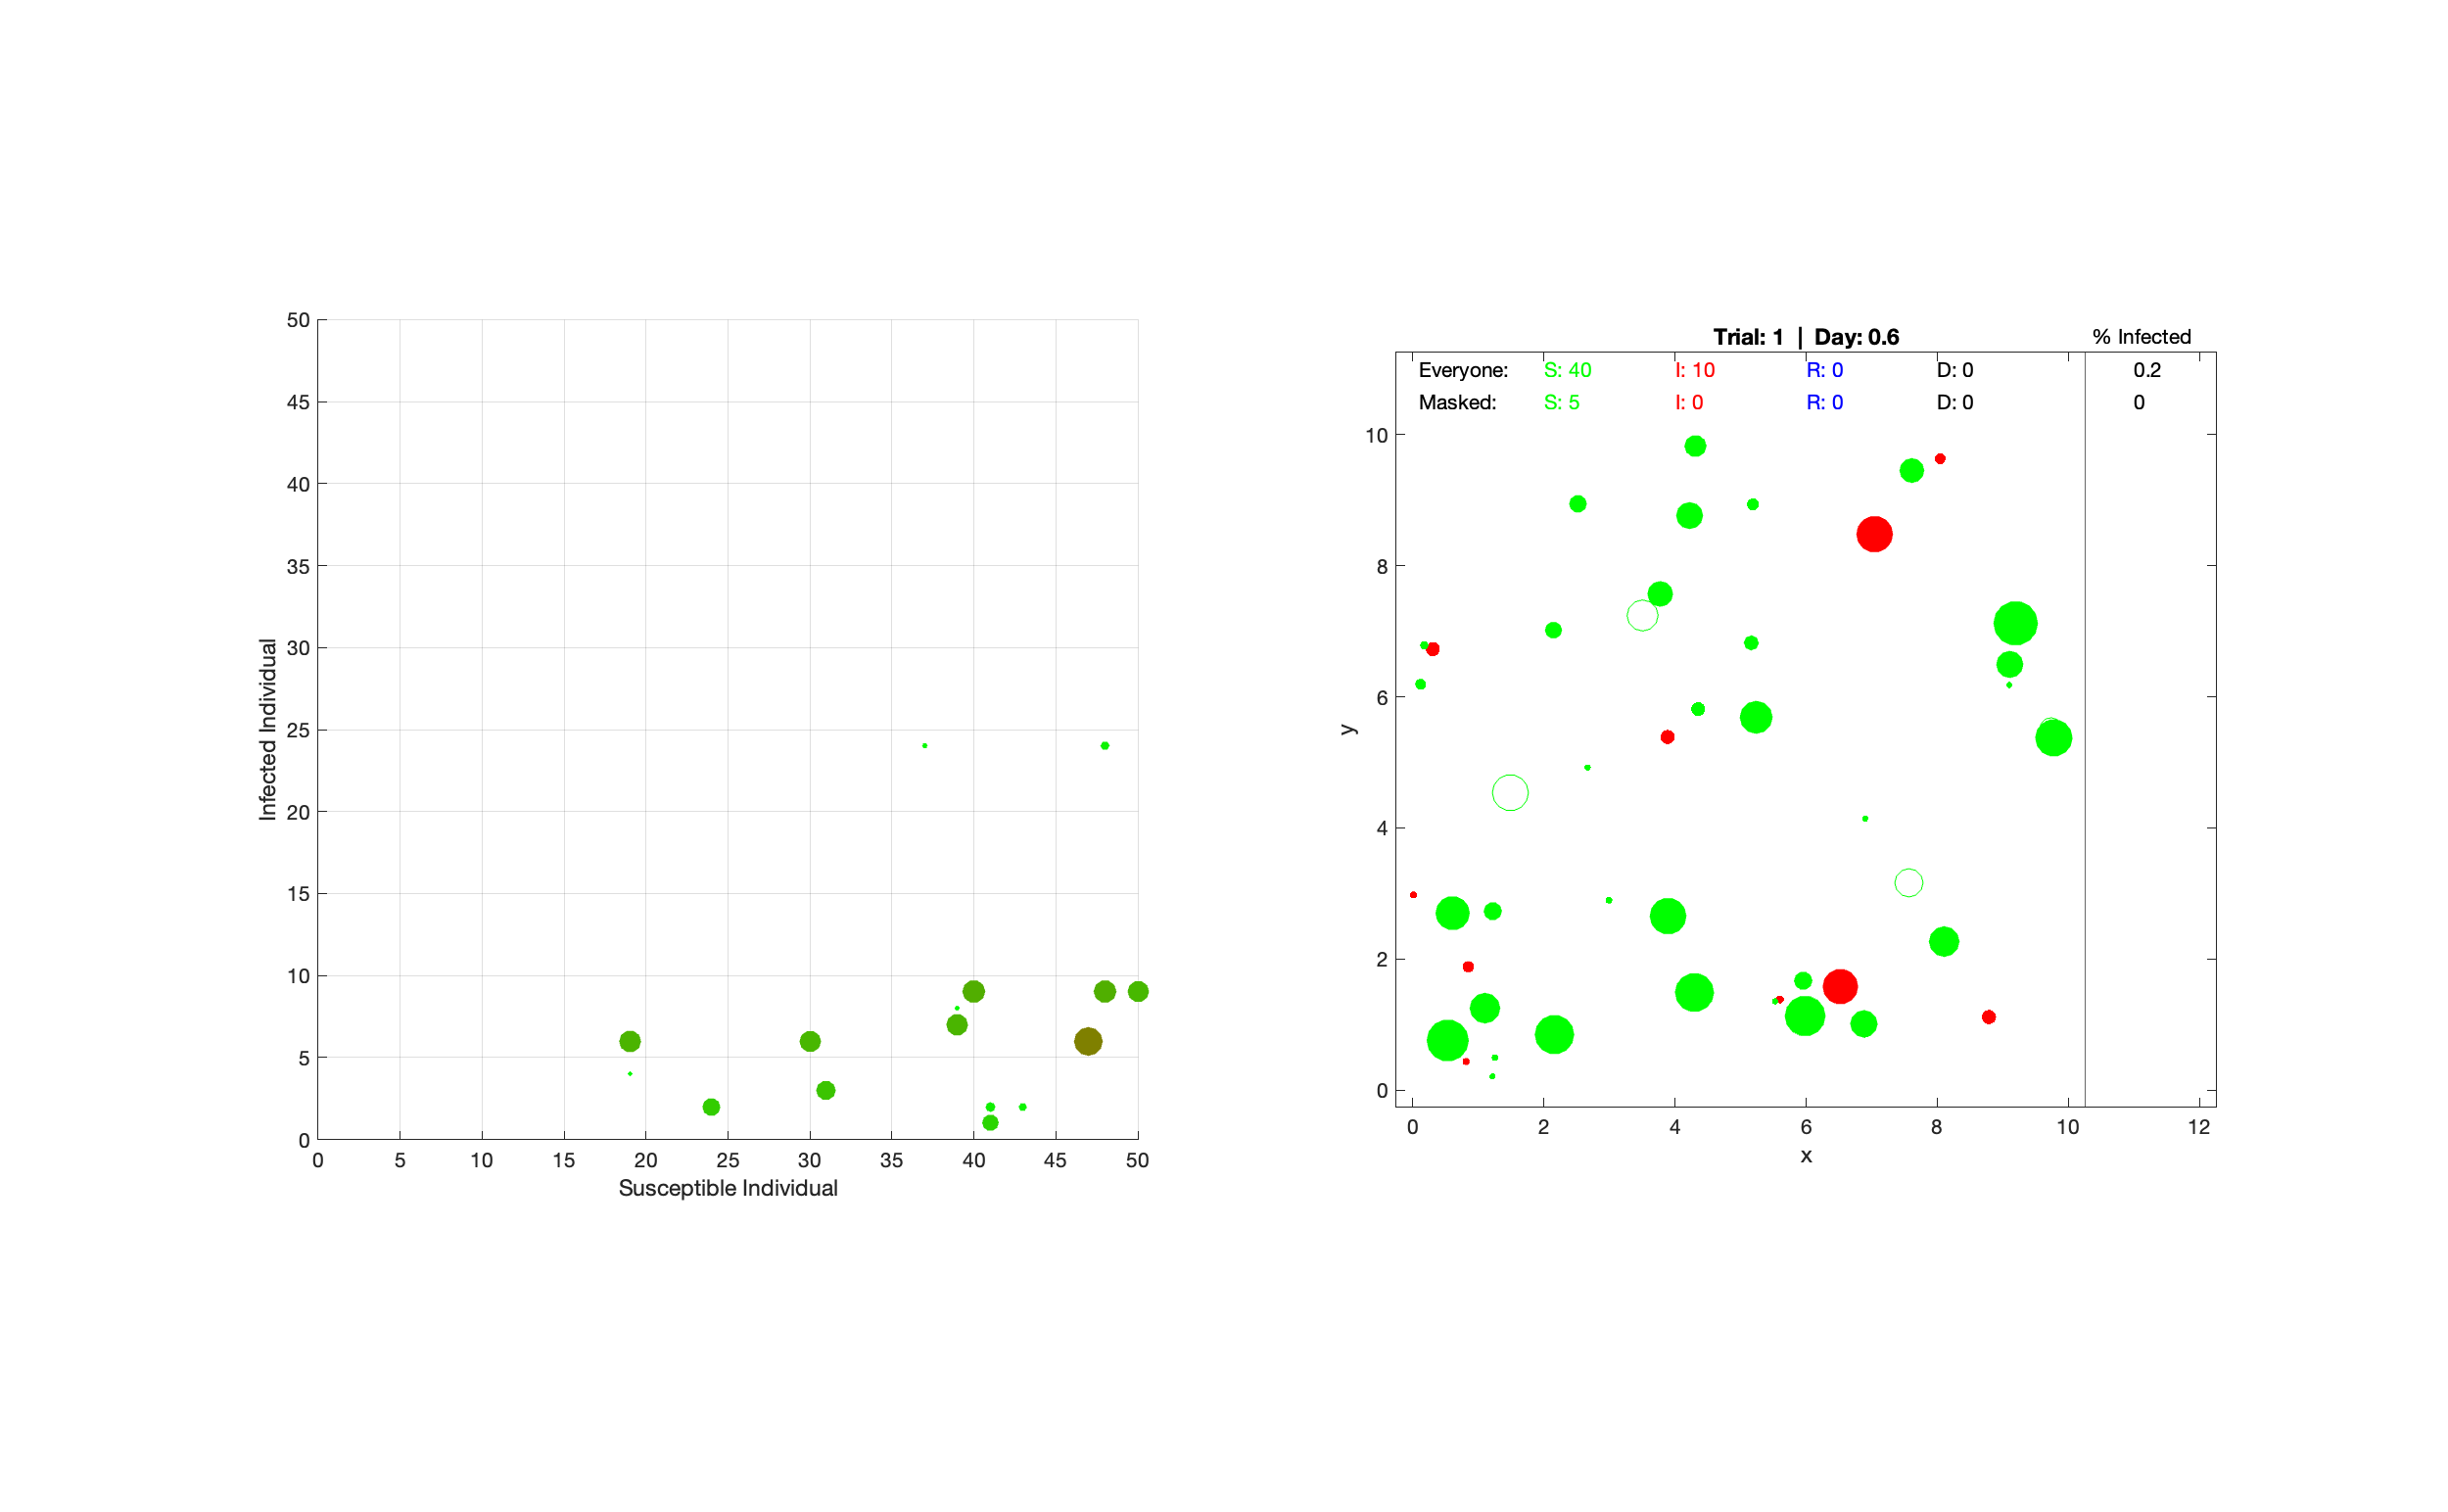 50
45
40
35
30
25
20
15
10
5
0
0 5 10 15 20 25 30 35 40 45 50
Susceptible Individual
Infected Individual
Trial: 1 | Day: 0.6
% Infected
Everyone: S: 40 I: 10 R: 0 D: 0 0.2
Masked: S: 5 I: 0 R: 0 D: 0 0
10
8
6
4
2
0
0 2 4 6 8 10 12
x
y